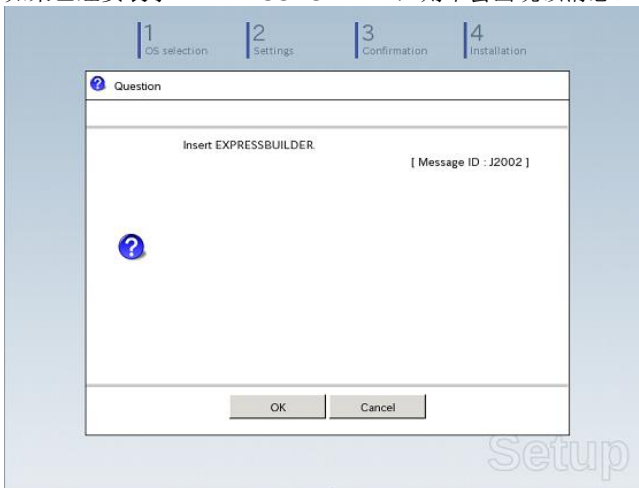 1
OS selection
2
Settings
3
Confirmation
4
Installation
Question
Insert EXPRESSBUILDER.
[ Message ID : J2002 ]
OK
Cancel
Setup